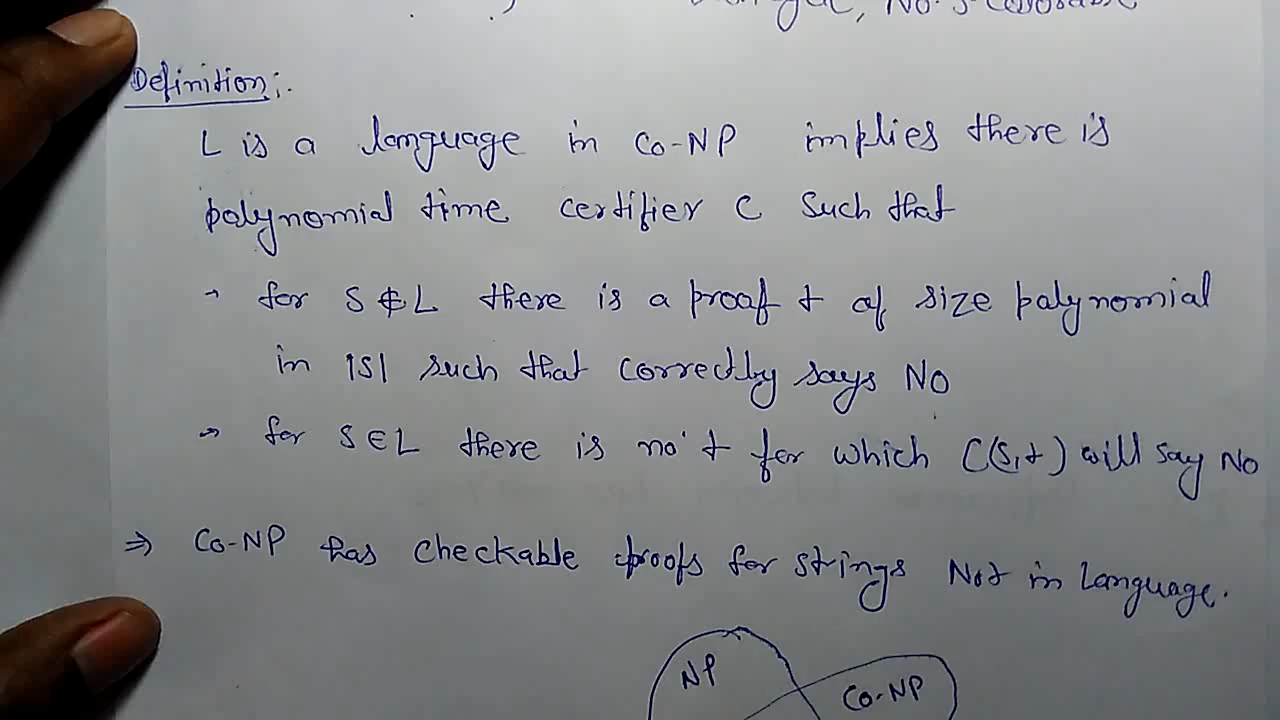 Definition:-
L is a language in Co-NP implies there is
polynomial time certifier C such that
→ for S ∉ L there is a proof t of size polynomial
in |S| such that correctly says NO
→ for S ∈ L there is no t for which C(S,t) will say No
⇒ Co-NP has checkable proofs for strings Not in language.
NP
Co-NP